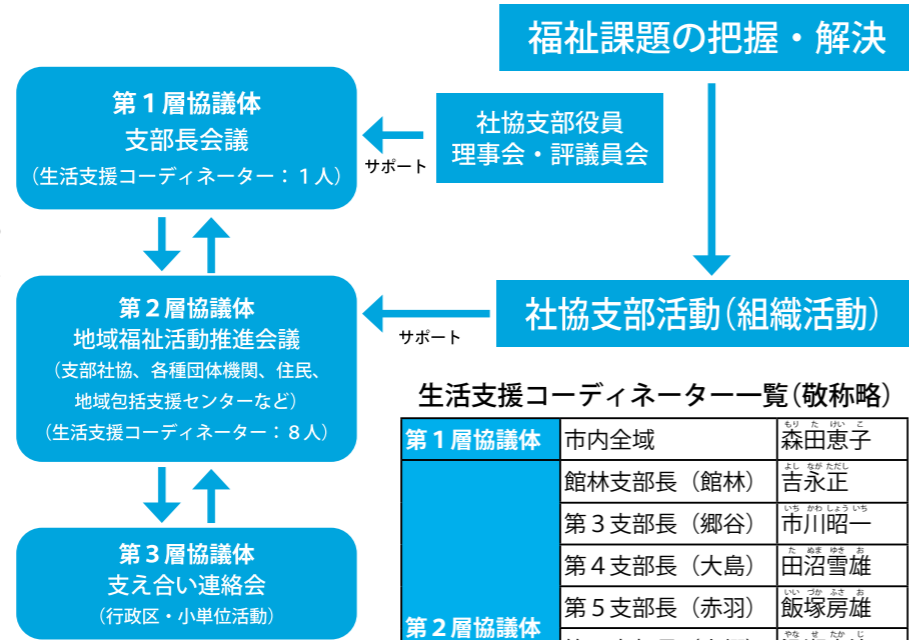 福祉課題の把握・解決
第１層協議体
支部長会議
（生活支援コーディネーター：１人）
サポート
社協支部役員
理事会・評議員会
第２層協議体
地域福祉活動推進会議
（支部社協、各種団体機関、住民、
地域包括支援センターなど）
（生活支援コーディネーター：８人）
サポート
社協支部活動（組織活動）
第３層協議体
支え合い連絡会
（行政区・小単位活動）
生活支援コーディネーター一覧（敬称略）
第１層協議体 市内全域 森田恵子
もり た けい こ
第２層協議体
館林支部長（館林） 吉永正
よし なが ただし
第３支部長（郷谷） 市川昭一
いち かわ しょう いち
第４支部長（大島） 田沼雪雄
た ぬま ゆき お
第５支部長（赤羽） 飯塚房雄
いい づか ふさ お
やな せ たか じ